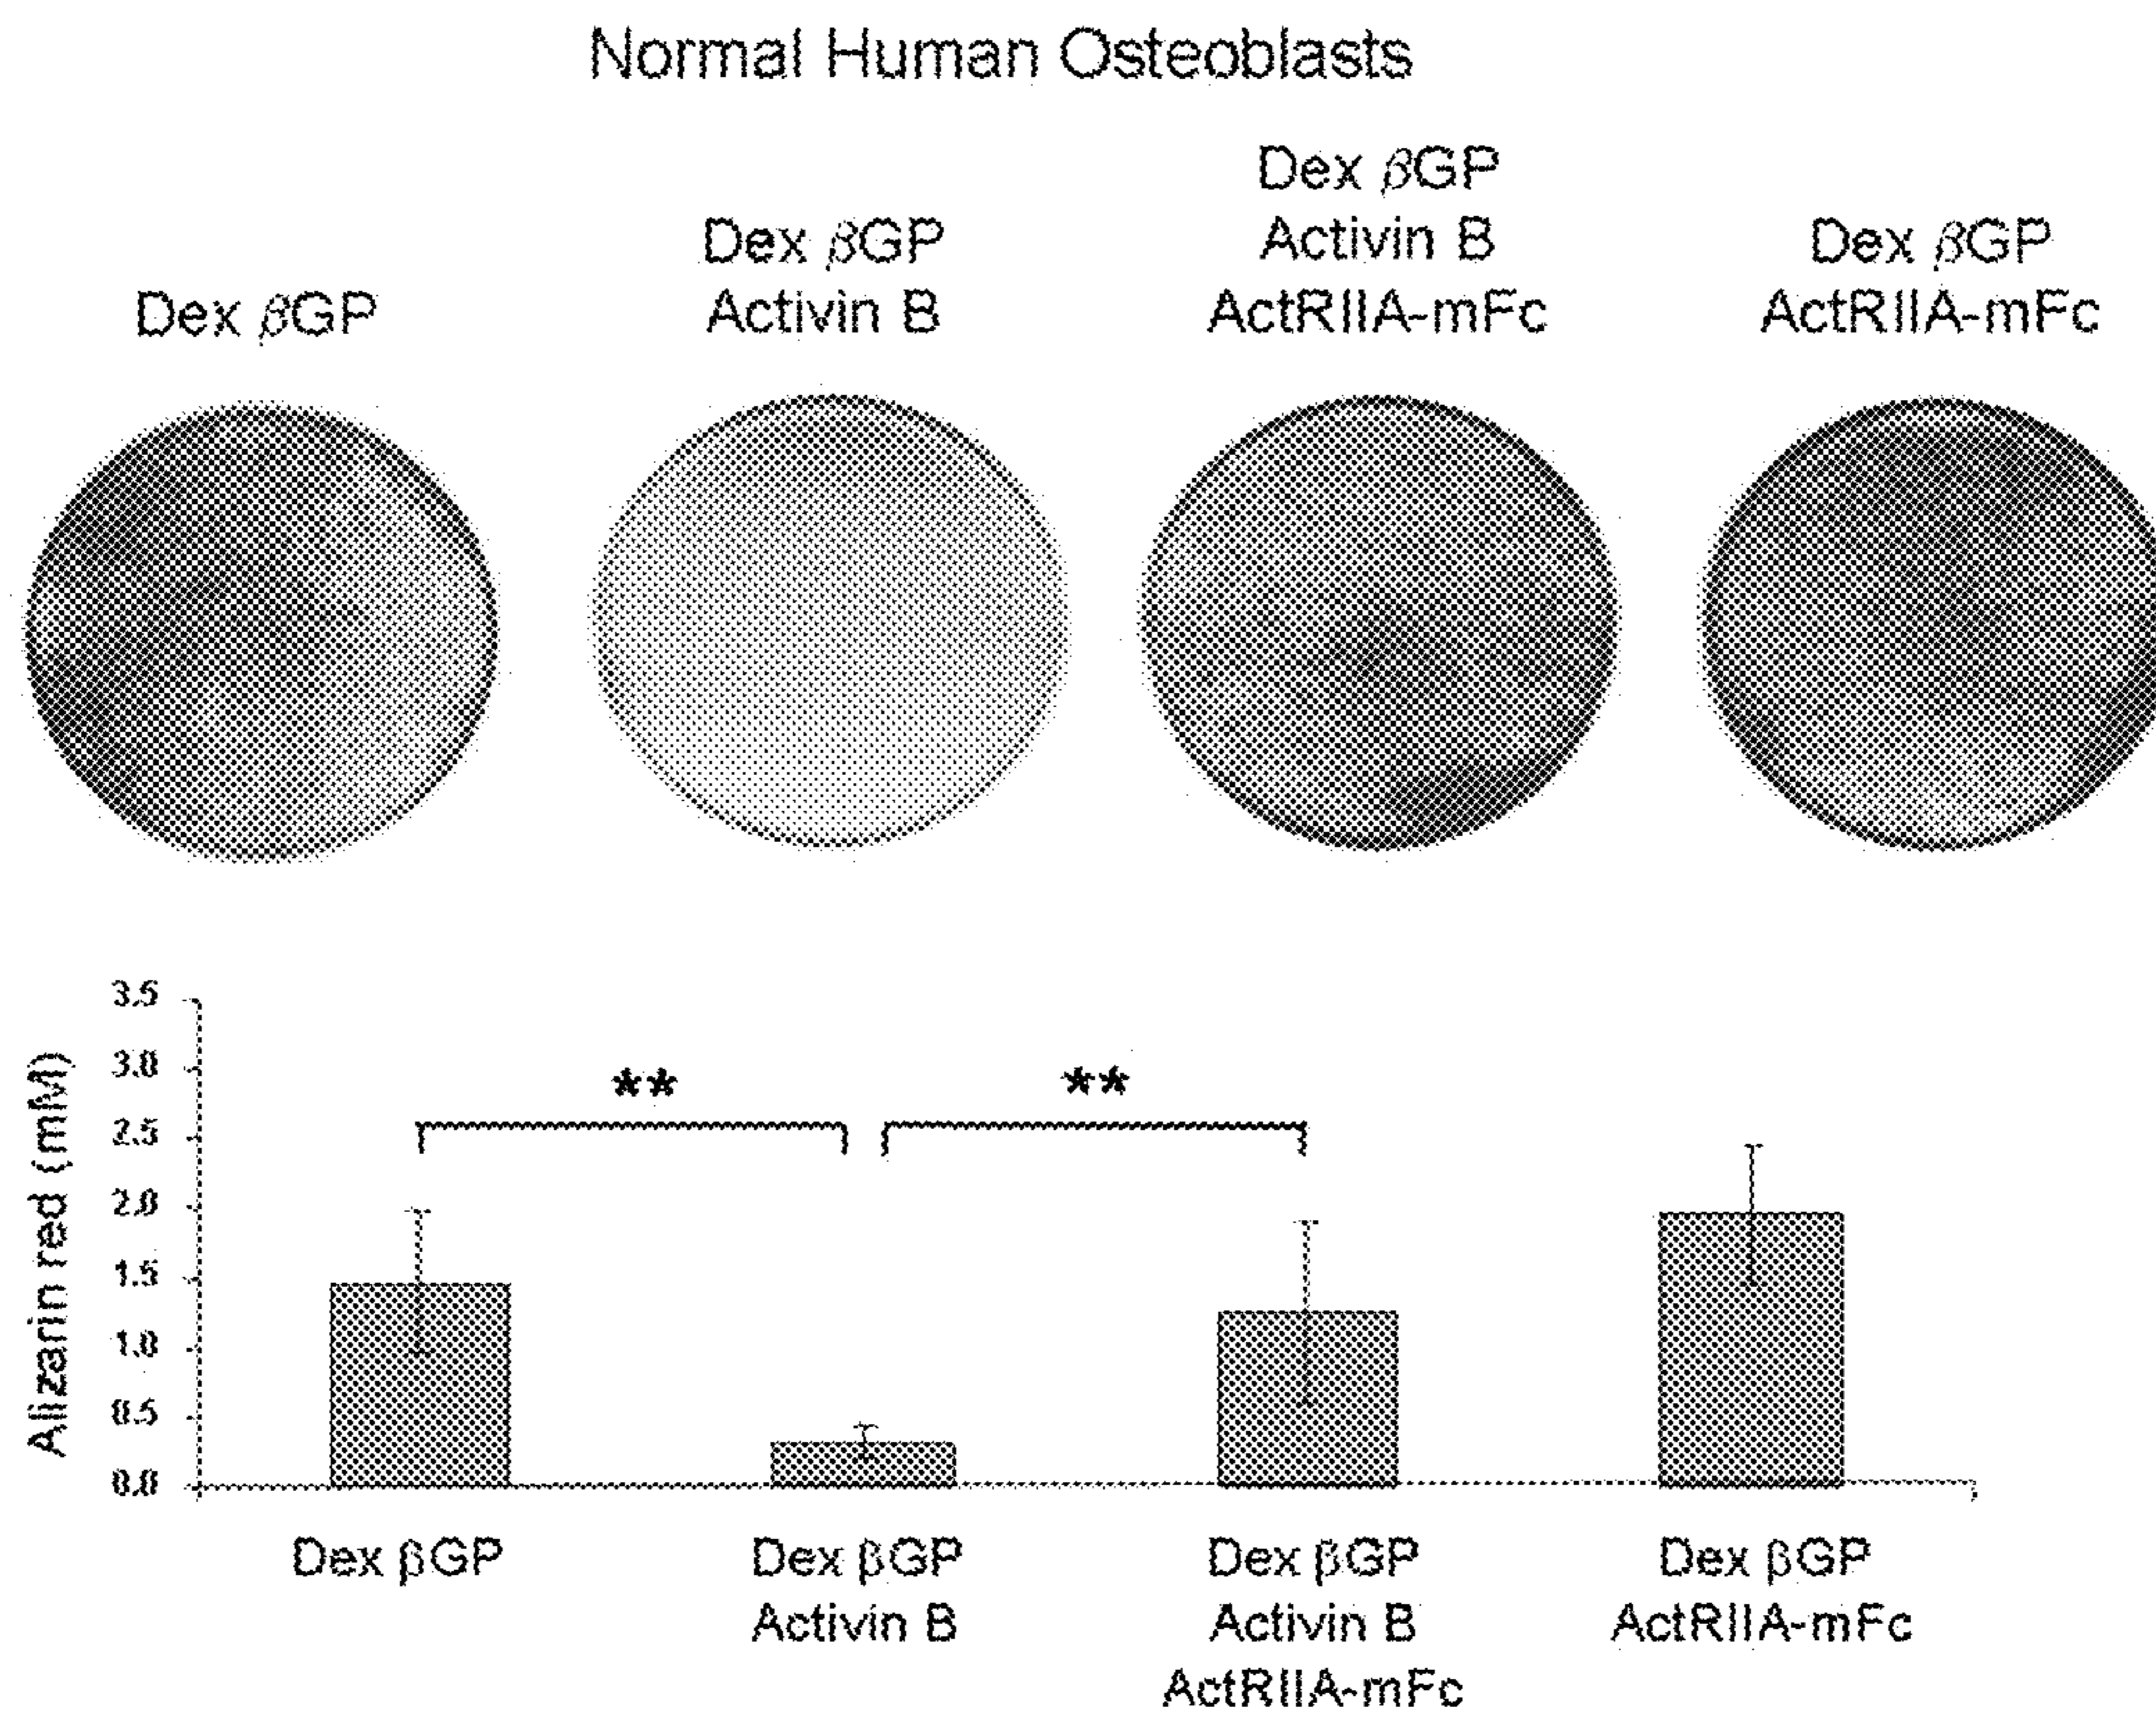 Normal Human Osteoblasts
Dex βGP
Dex βGP
Activin B
Dex βGP
Activin B
ActRIIA-mFc
Dex βGP
ActRIIA-mFc
Alizarin red (mM)
3.5
3.0
2.5
2.0
1.5
1.0
0.5
0.0
**
**
Dex βGP
Dex βGP
Activin B
Dex βGP
Activin B
ActRIIA-mFc
Dex βGP
ActRIIA-mFc